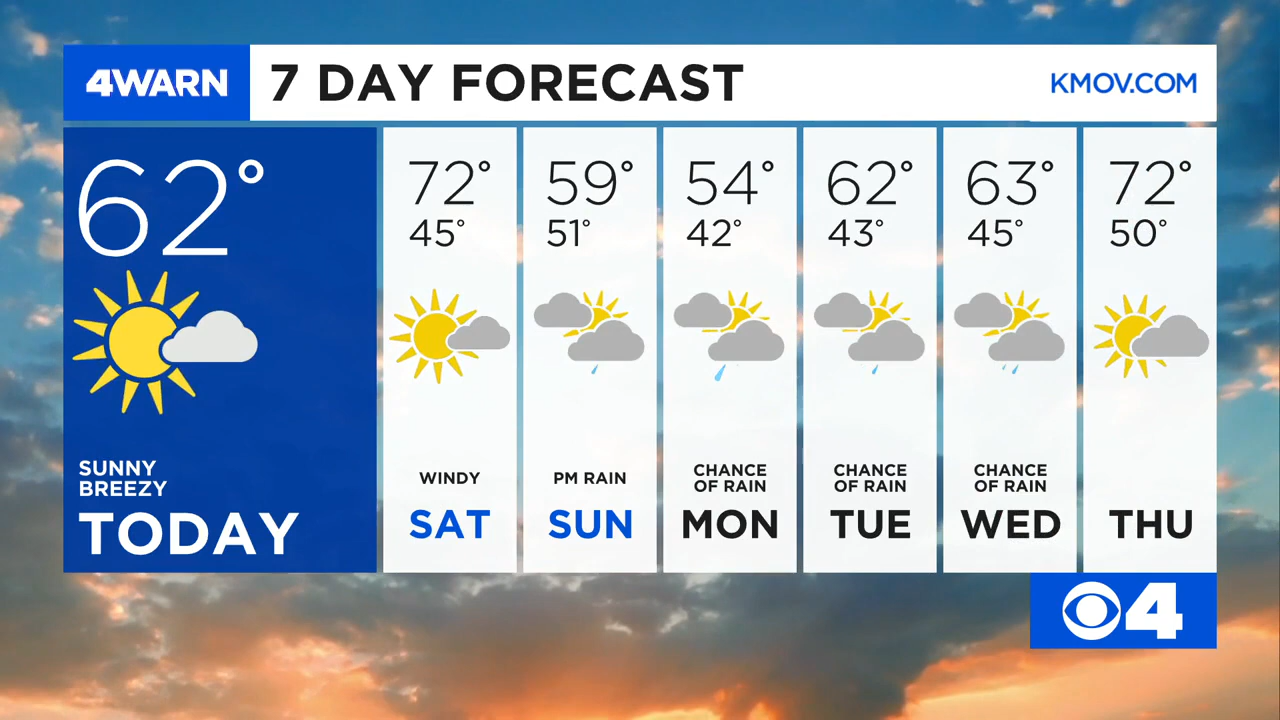 4WARN
7 DAY FORECAST
KMOV.COM
62°
SUNNY
BREEZY
TODAY
72°
45°
WINDY
SAT
59°
51°
PM RAIN
SUN
54°
42°
CHANCE
OF RAIN
MON
62°
43°
CHANCE
OF RAIN
TUE
63°
45°
CHANCE
OF RAIN
WED
72°
50°
THU
4